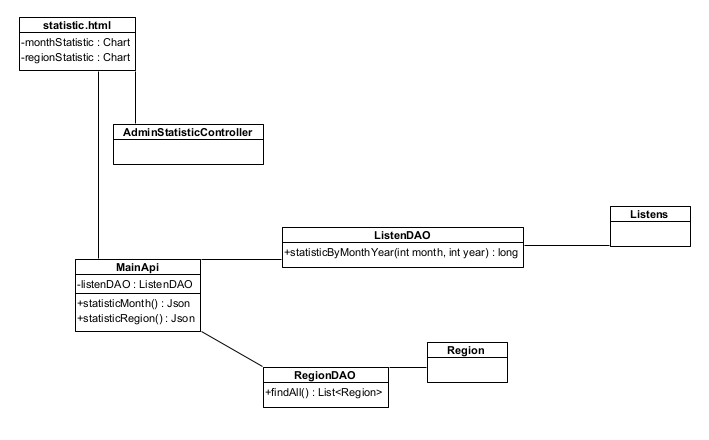 statistic.html
-monthStatistic : Chart
-regionStatistic : Chart
AdminStatisticController
Listens
ListenDAO
+statisticByMonthYear(int month, int year) : long
MainApi
-listenDAO : ListenDAO
+statisticMonth() : Json
+statisticRegion() : Json
Region
RegionDAO
+findAll() : List<Region>